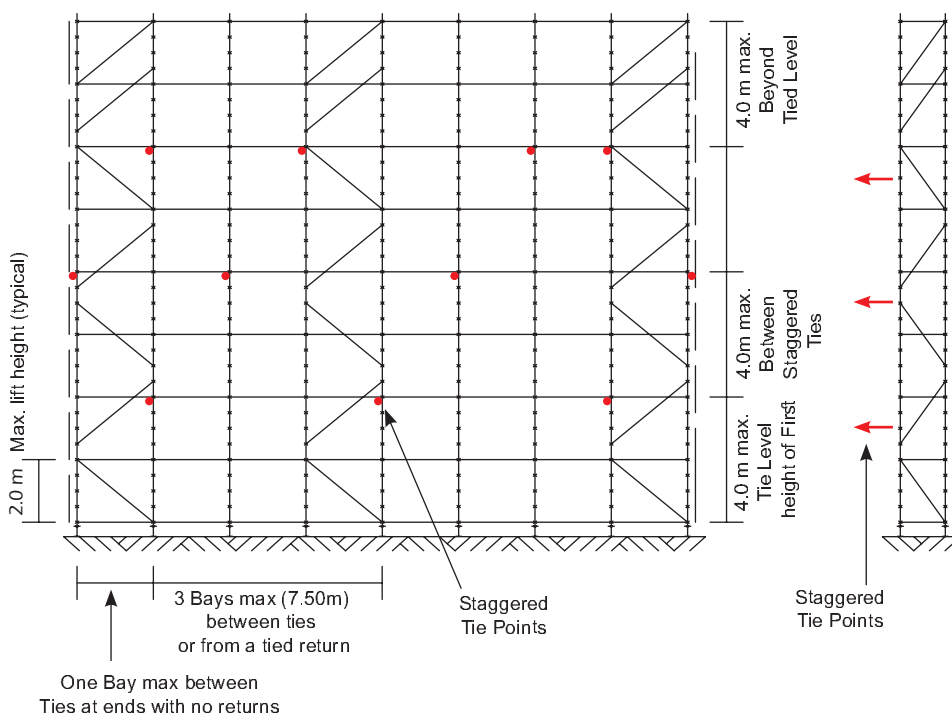 4.0 m max.
Beyond
Tied Level
Max. lift height (typical)
2.0 m
4.0m max.
Between
Staggered
Ties
4.0 m max.
Tie Level
height of First
3 Bays max (7.50m)
between ties
or from a tied return
Staggered
Tie Points
Staggered
Tie Points
One Bay max between
Ties at ends with no returns